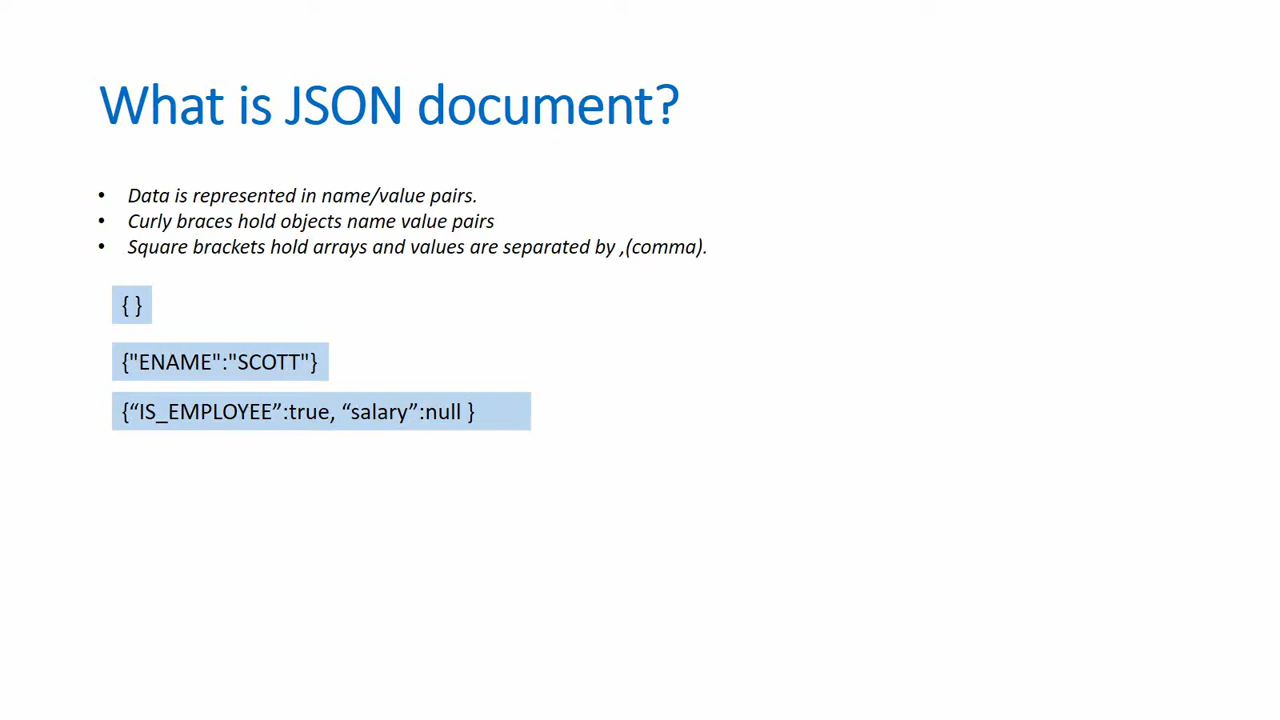 What is JSON document?
• Data is represented in name/value pairs.
• Curly braces hold objects name value pairs
• Square brackets hold arrays and values are separated by ,(comma).
{ }
{"ENAME":"SCOTT"}
{“IS_EMPLOYEE”:true, “salary”:null }